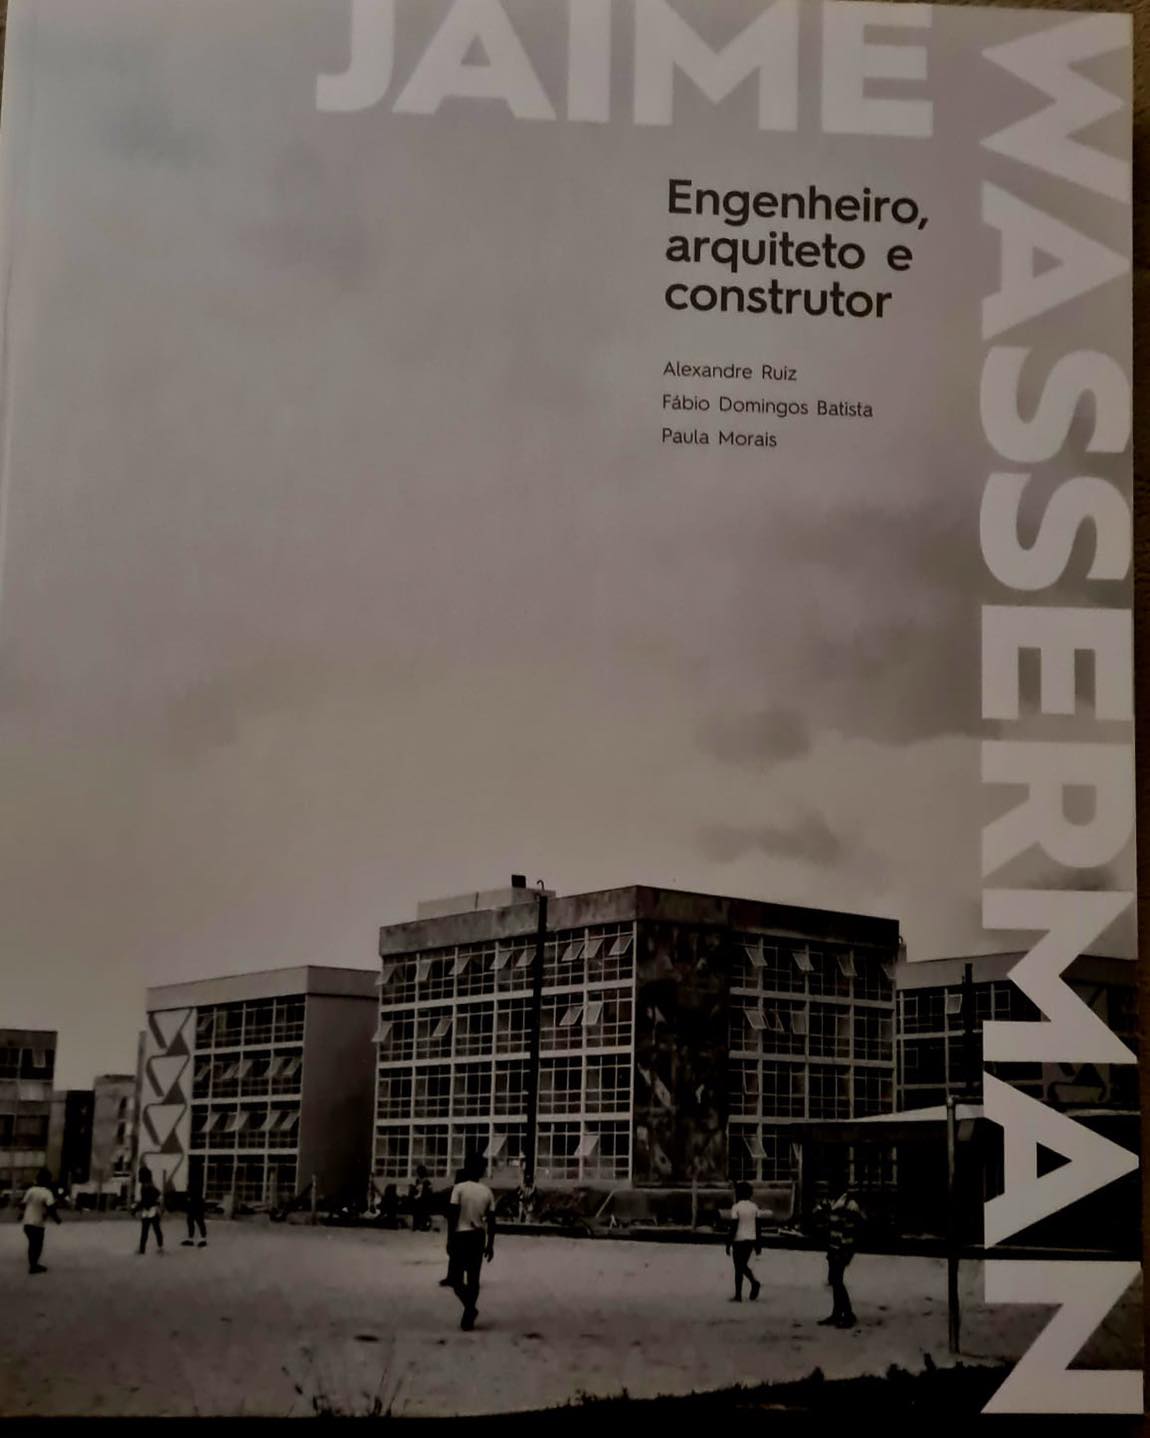 JAIME
WASSERMAN
Engenheiro,
arquiteto e
construtor
Alexandre Ruiz
Fábio Domingos Batista
Paula Morais